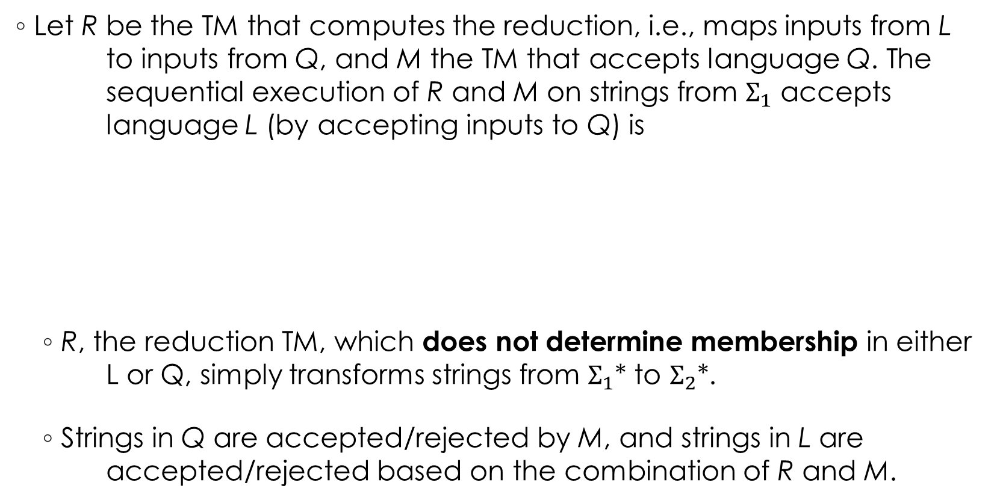 ◦ Let R be the TM that computes the reduction, i.e., maps inputs from L
to inputs from Q, and M the TM that accepts language Q. The
sequential execution of R and M on strings from Σ₁ accepts
language L (by accepting inputs to Q) is
◦ R, the reduction TM, which does not determine membership in either
L or Q, simply transforms strings from Σ₁* to Σ₂*.
◦ Strings in Q are accepted/rejected by M, and strings in L are
accepted/rejected based on the combination of R and M.